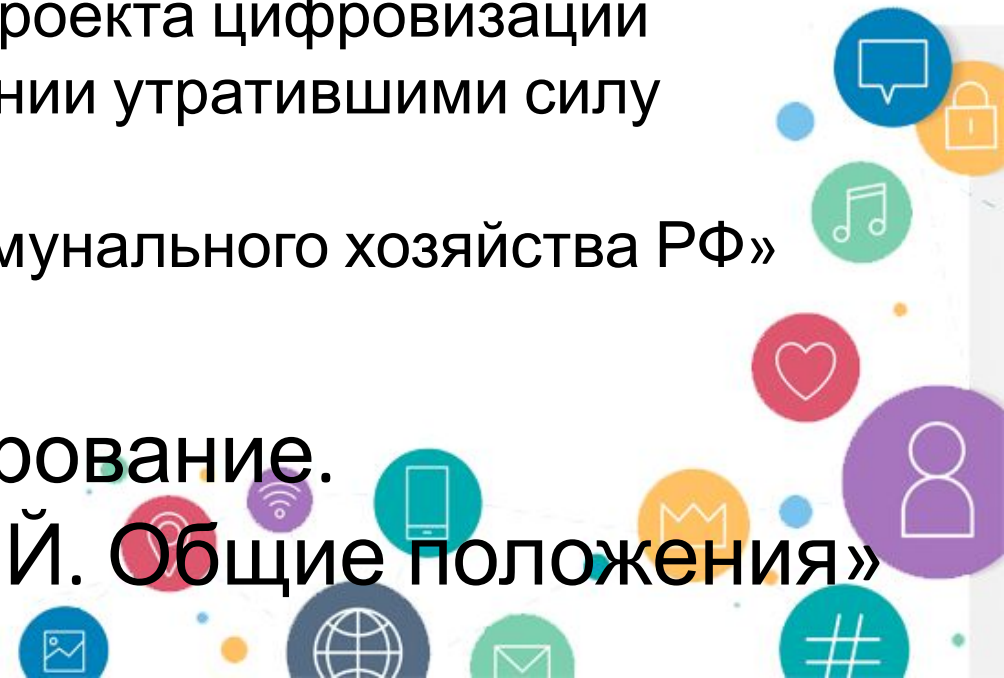 роекта цифровизации
нии утратившими силу
мунального хозяйства РФ»
рование.
Й. Общие положения»